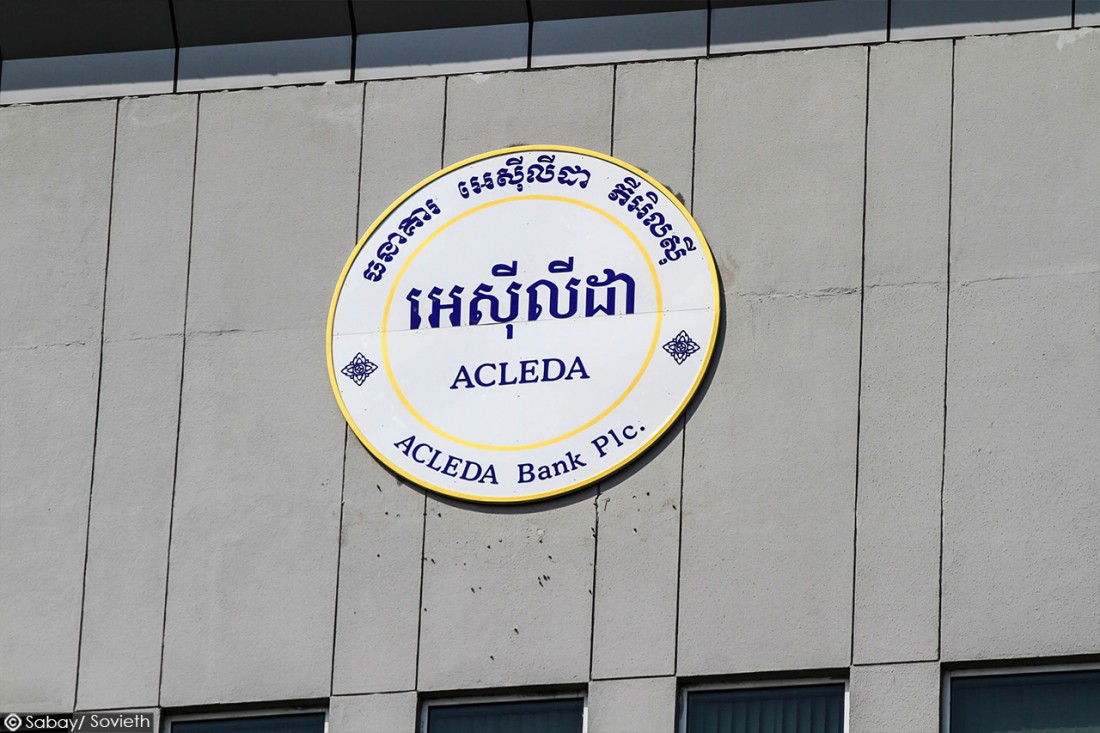 ធនាគារ អេស៊ីលីដា ភីអិលស៊ី
អេស៊ីលីដា
ACLEDA
ACLEDA Bank Plc.
© Sabay/ Sovieth